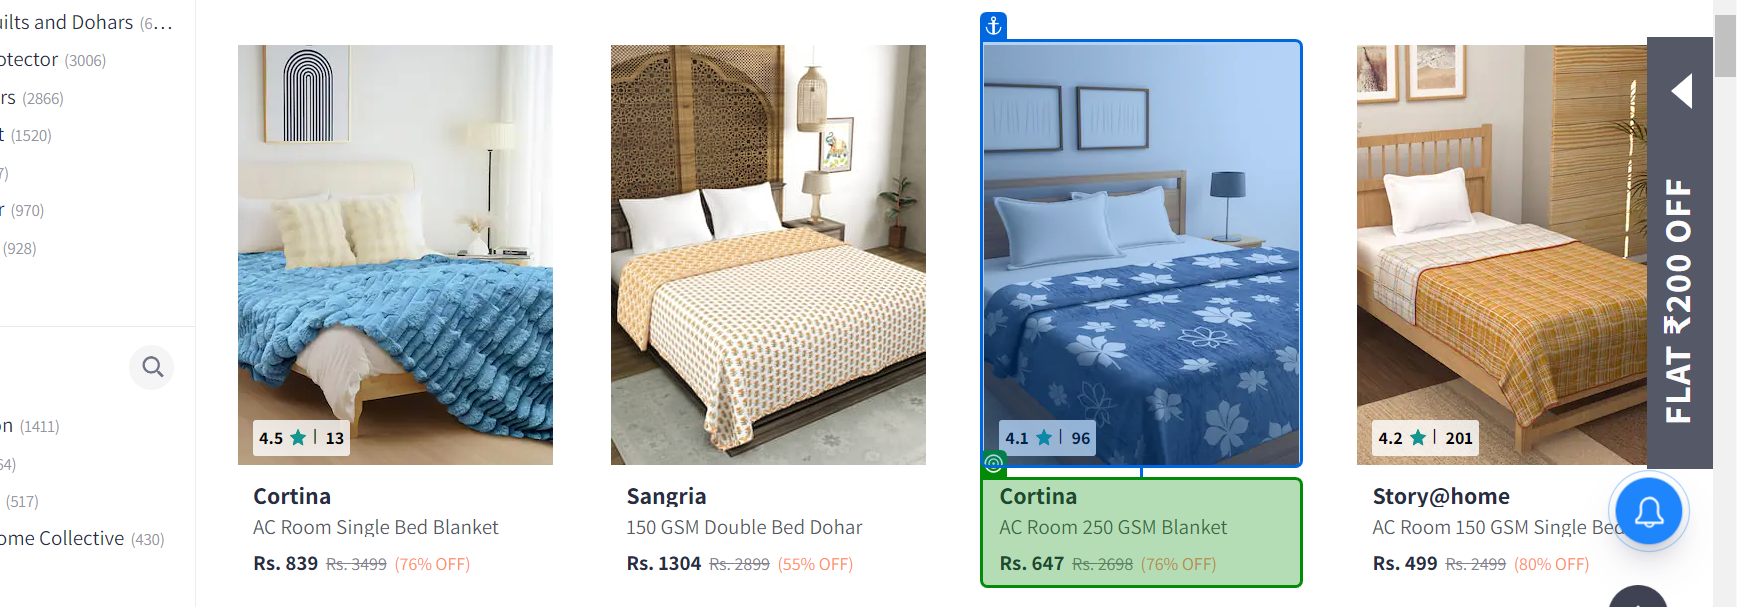 uilts and Dohars (6...
otector (3006)
rs (2866)
t (1520)
7)
r (970)
(928)
n (1411)
64)
(517)
ome Collective (430)
4.5 | 13
Cortina
AC Room Single Bed Blanket
Rs. 839 Rs. 3499 (76% OFF)
Sangria
150 GSM Double Bed Dohar
Rs. 1304 Rs. 2899 (55% OFF)
4.1 | 96
Cortina
AC Room 250 GSM Blanket
Rs. 647 Rs. 2698 (76% OFF)
4.2 | 201
Story@home
AC Room 150 GSM Single Bed
Rs. 499 Rs. 2499 (80% OFF)
FLAT ₹200 OFF